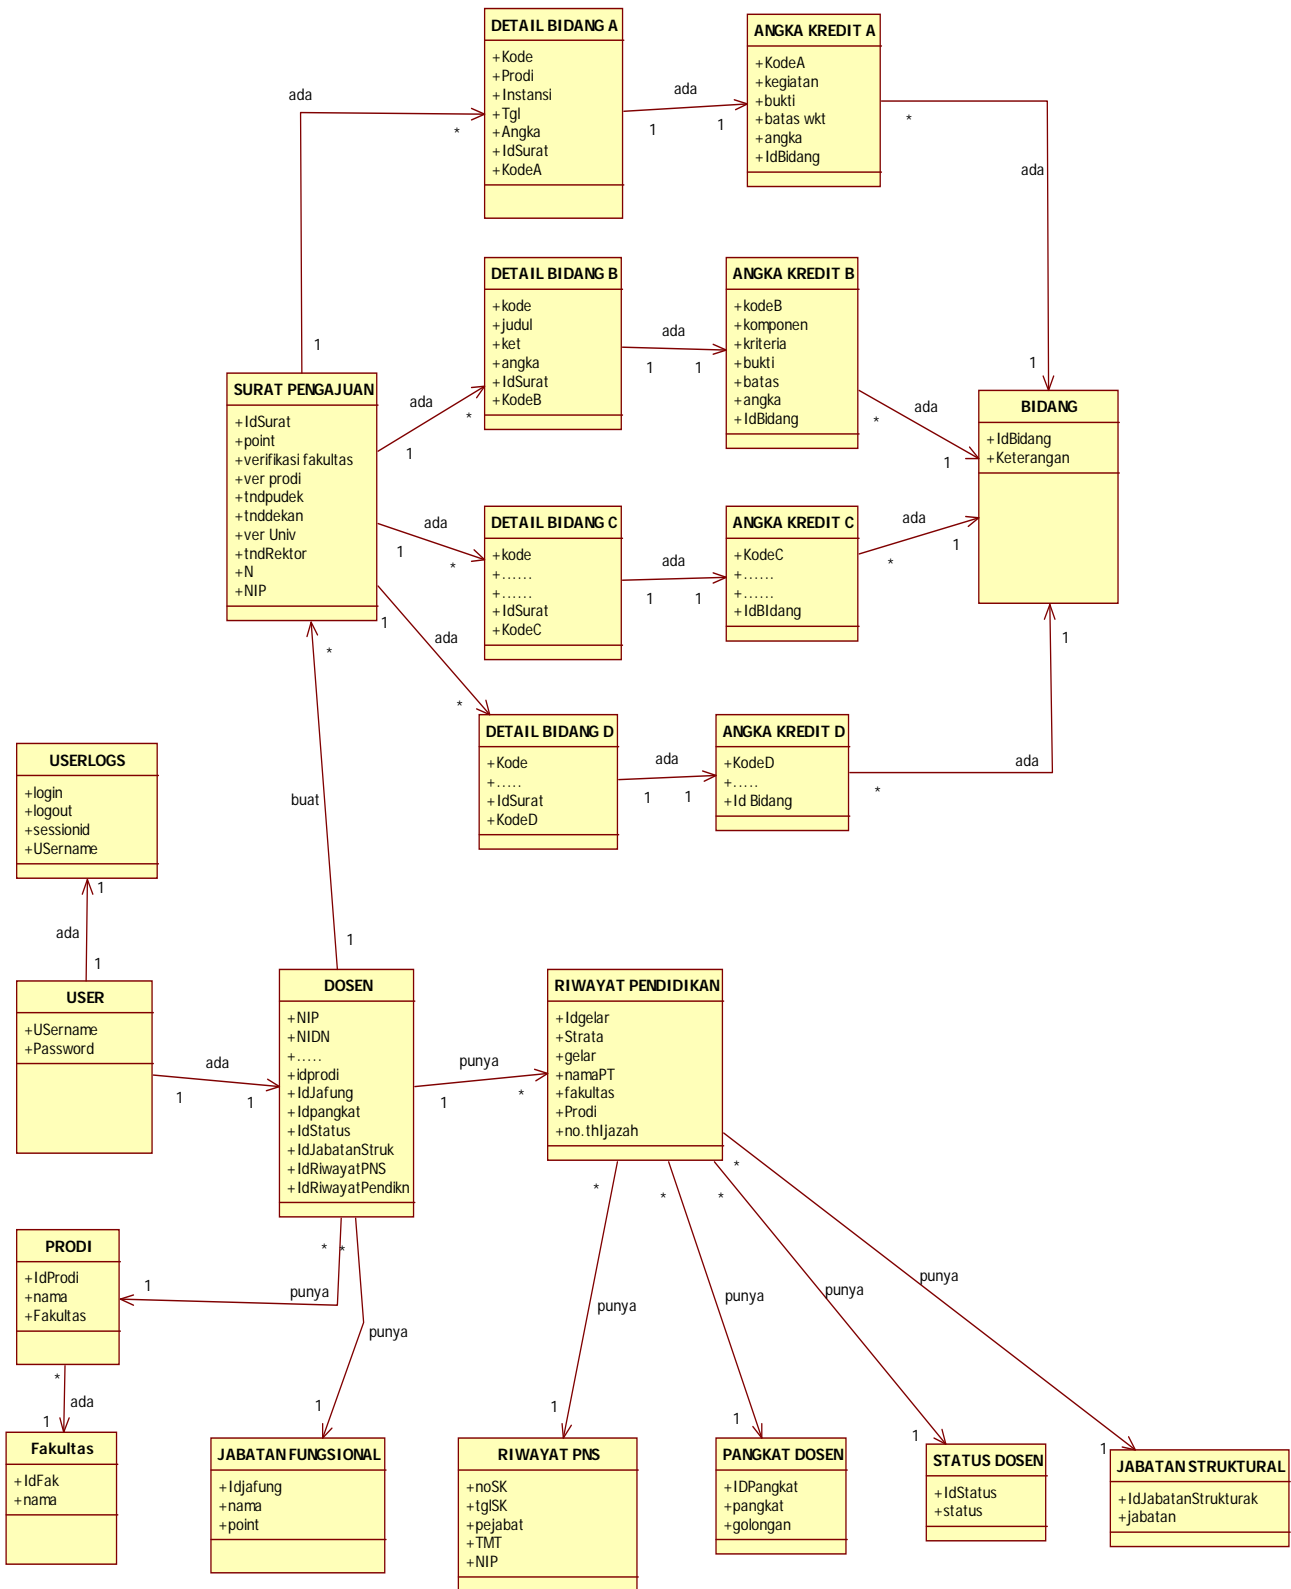 DETAIL BIDANG A
+Kode
+Prodi
+Instansi
+Tgl
+Angka
+IdSurat
+KodeA
ANGKA KREDIT A
+KodeA
+kegiatan
+bukti
+batas wkt
+angka
+IdBidang
ada
*
1
ada
1
1
*
ada
1
DETAIL BIDANG B
+kode
+judul
+ket
+angka
+IdSurat
+KodeB
ANGKA KREDIT B
+kodeB
+komponen
+kriteria
+bukti
+batas
+angka
+IdBidang
ada
1
1
SURAT PENGAJUAN
+IdSurat
+point
+verifikasi fakultas
+ver prodi
+tndpudek
+tnddekan
+ver Univ
+tndRektor
+N
+NIP
ada
1
*
ada
*
1
BIDANG
+IdBidang
+Keterangan
DETAIL BIDANG C
+kode
+......
+......
+IdSurat
+KodeC
ANGKA KREDIT C
+KodeC
+......
+......
+IdBIdang
ada
1
*
ada
1
1
ada
*
1
1
ada
*
DETAIL BIDANG D
+Kode
+.....
+IdSurat
+KodeD
ANGKA KREDIT D
+KodeD
+.....
+Id Bidang
ada
1
1
*
ada
1
USERLOGS
+login
+logout
+sessionid
+USername
*
buat
1
1
ada
1
USER
+USername
+Password
ada
1
1
DOSEN
+NIP
+NIDN
+.....
+idprodi
+IdJafung
+Idpangkat
+IdStatus
+IdJabatanStruk
+IdRiwayatPNS
+IdRiwayatPendikn
punya
1
*
RIWAYAT PENDIDIKAN
+Idgelar
+Strata
+gelar
+namaPT
+fakultas
+Prodi
+no.thIjazah
PRODI
+IdProdi
+nama
+Fakultas
*
*
1
punya
punya
1
*
*
*
*
punya
punya
punya
punya
1
1
1
1
*
ada
1
Fakultas
+IdFak
+nama
JABATAN FUNGSIONAL
+Idjafung
+nama
+point
RIWAYAT PNS
+noSK
+tglSK
+pejabat
+TMT
+NIP
PANGKAT DOSEN
+IDPangkat
+pangkat
+golongan
STATUS DOSEN
+IdStatus
+status
JABATAN STRUKTURAL
+IdJabatanStrukturak
+jabatan